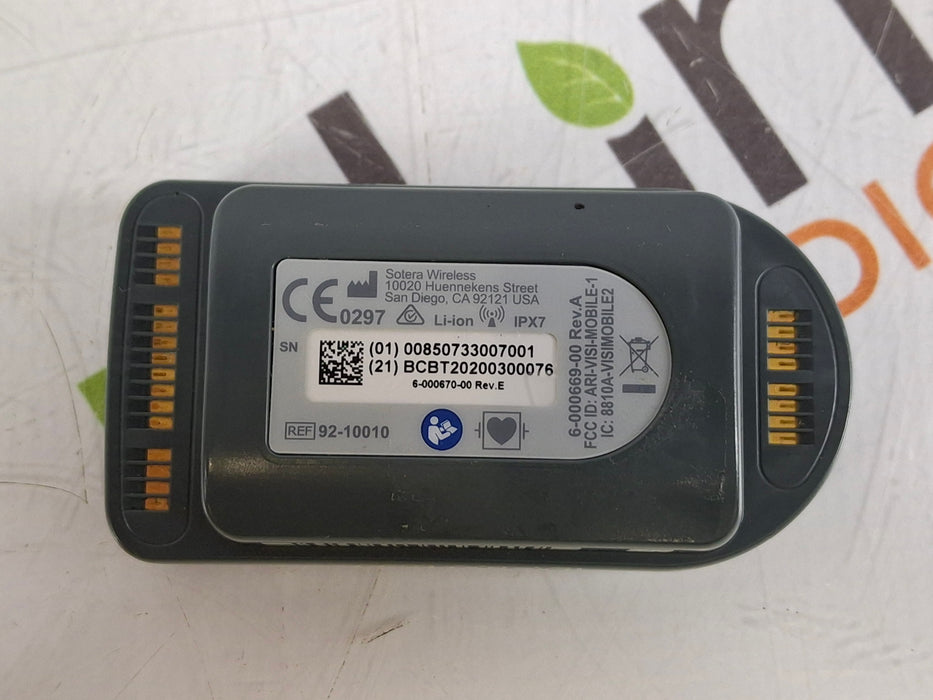 Sotera Wireless
10020 Huennekens Street
San Diego, CA 92121 USA
CE 0297 Li-ion IPX7
SN
(01) 00850733007001
(21) BCBT20200300076
6-000670-00 Rev.E
REF 92-10010
6-000669-00 Rev.A
FCC ID: ARI-VISI-MOBILE-1
IC: 8810A-VISIMOBILE2